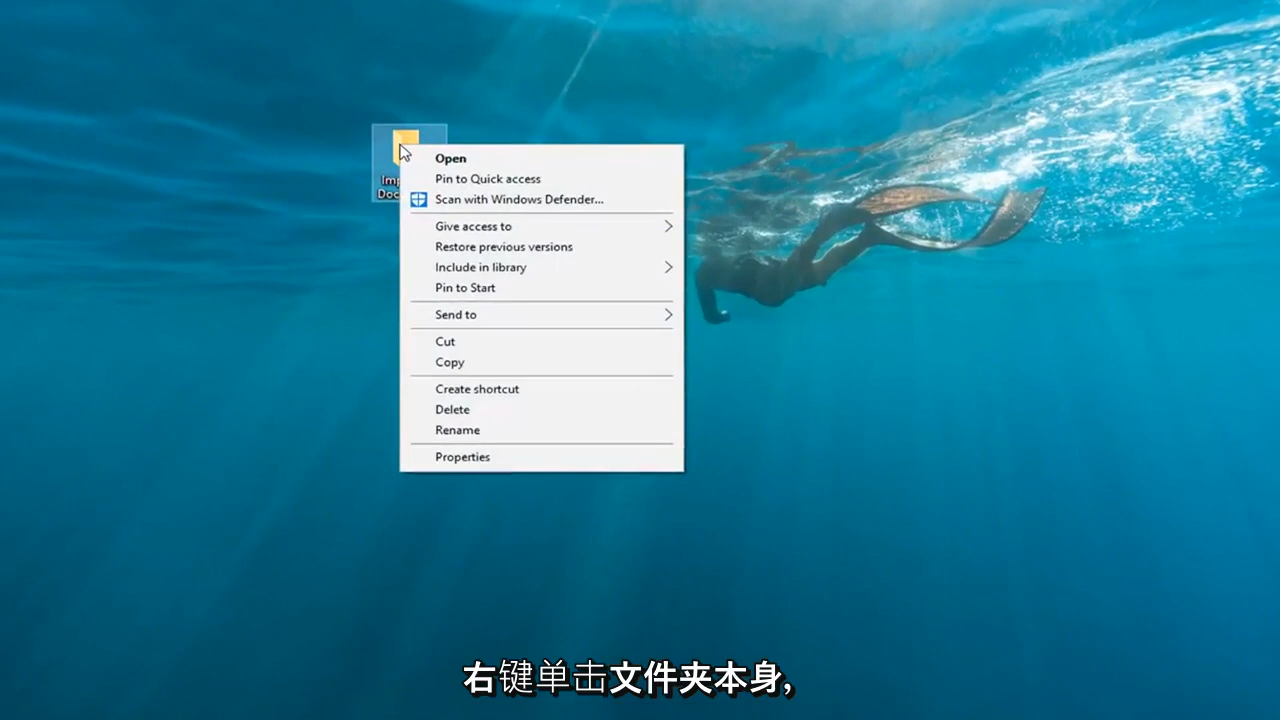 Open
Pin to Quick access
Scan with Windows Defender...
Give access to
Restore previous versions
Include in library
Pin to Start
Send to
Cut
Copy
Create shortcut
Delete
Rename
Properties
右键单击文件夹本身,